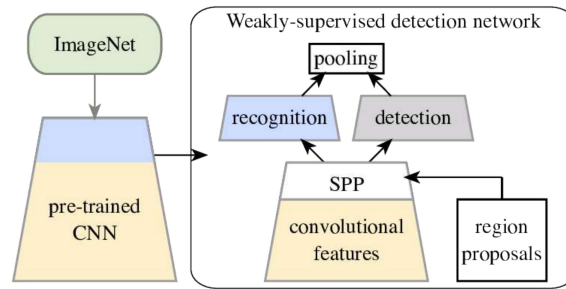 Weakly-supervised detection network
ImageNet
pooling
recognition
detection
pre-trained
CNN
SPP
convolutional
features
region
proposals